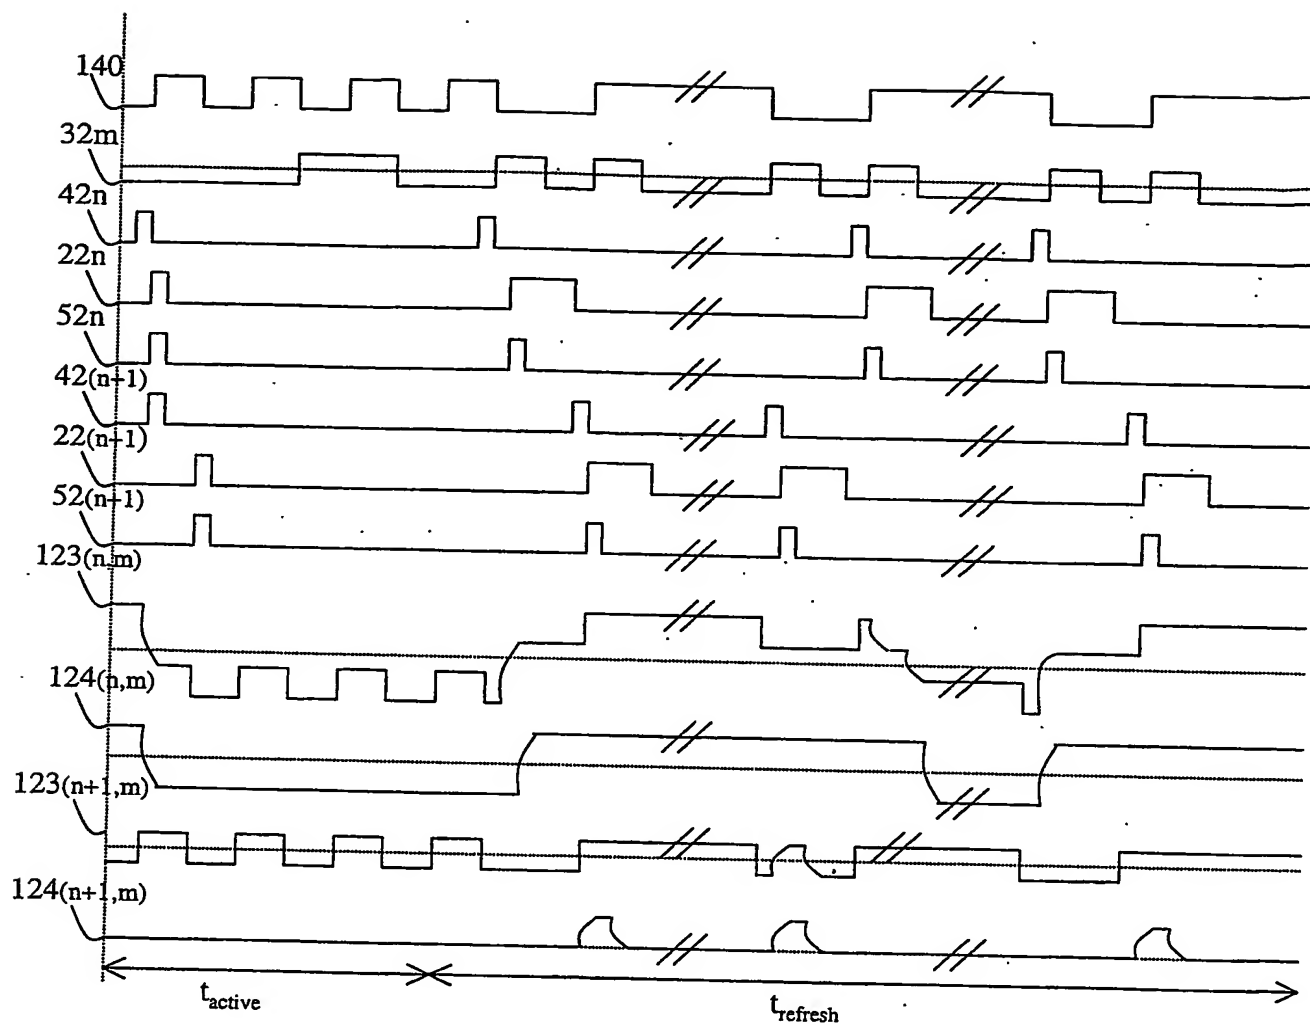 140
32m
42n
22n
52n
42(n+1)
22(n+1)
52(n+1)
123(n,m)
124(n,m)
123(n+1,m)
124(n+1,m)
tactive
trefresh